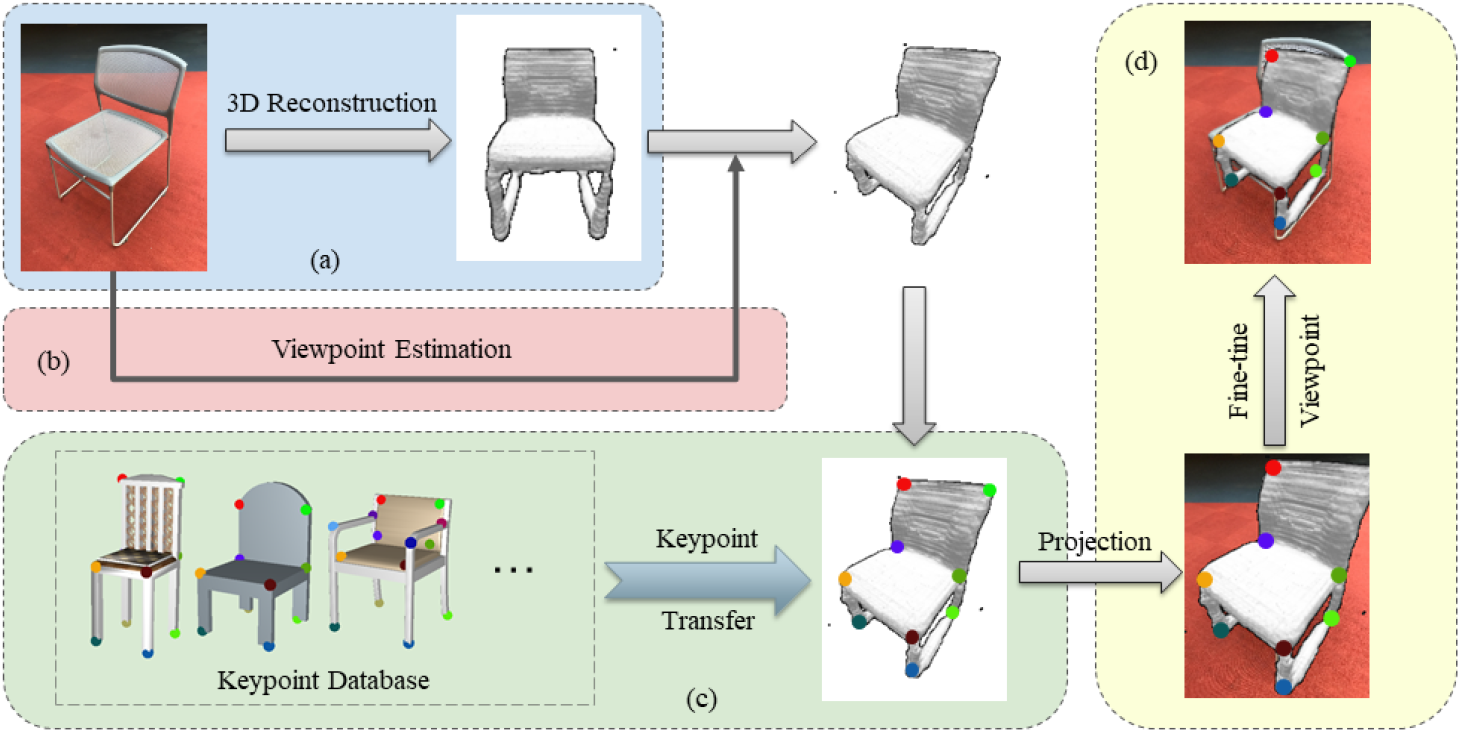 3D Reconstruction
(a)
(b)
Viewpoint Estimation
Keypoint
Transfer
...
Keypoint Database
(c)
Projection
(d)
Fine-tine
Viewpoint